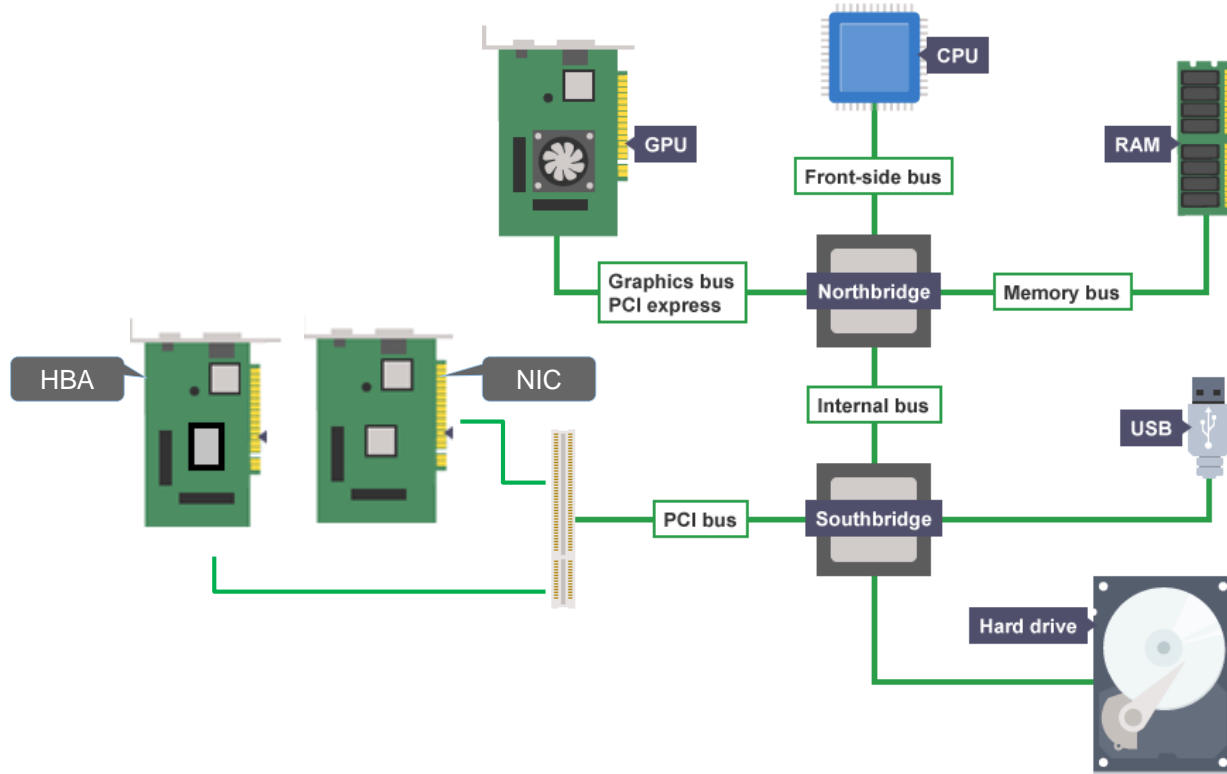 CPU
GPU
RAM
Front-side bus
Graphics bus
PCI express
Northbridge
Memory bus
HBA
NIC
Internal bus
USB
PCI bus
Southbridge
Hard drive